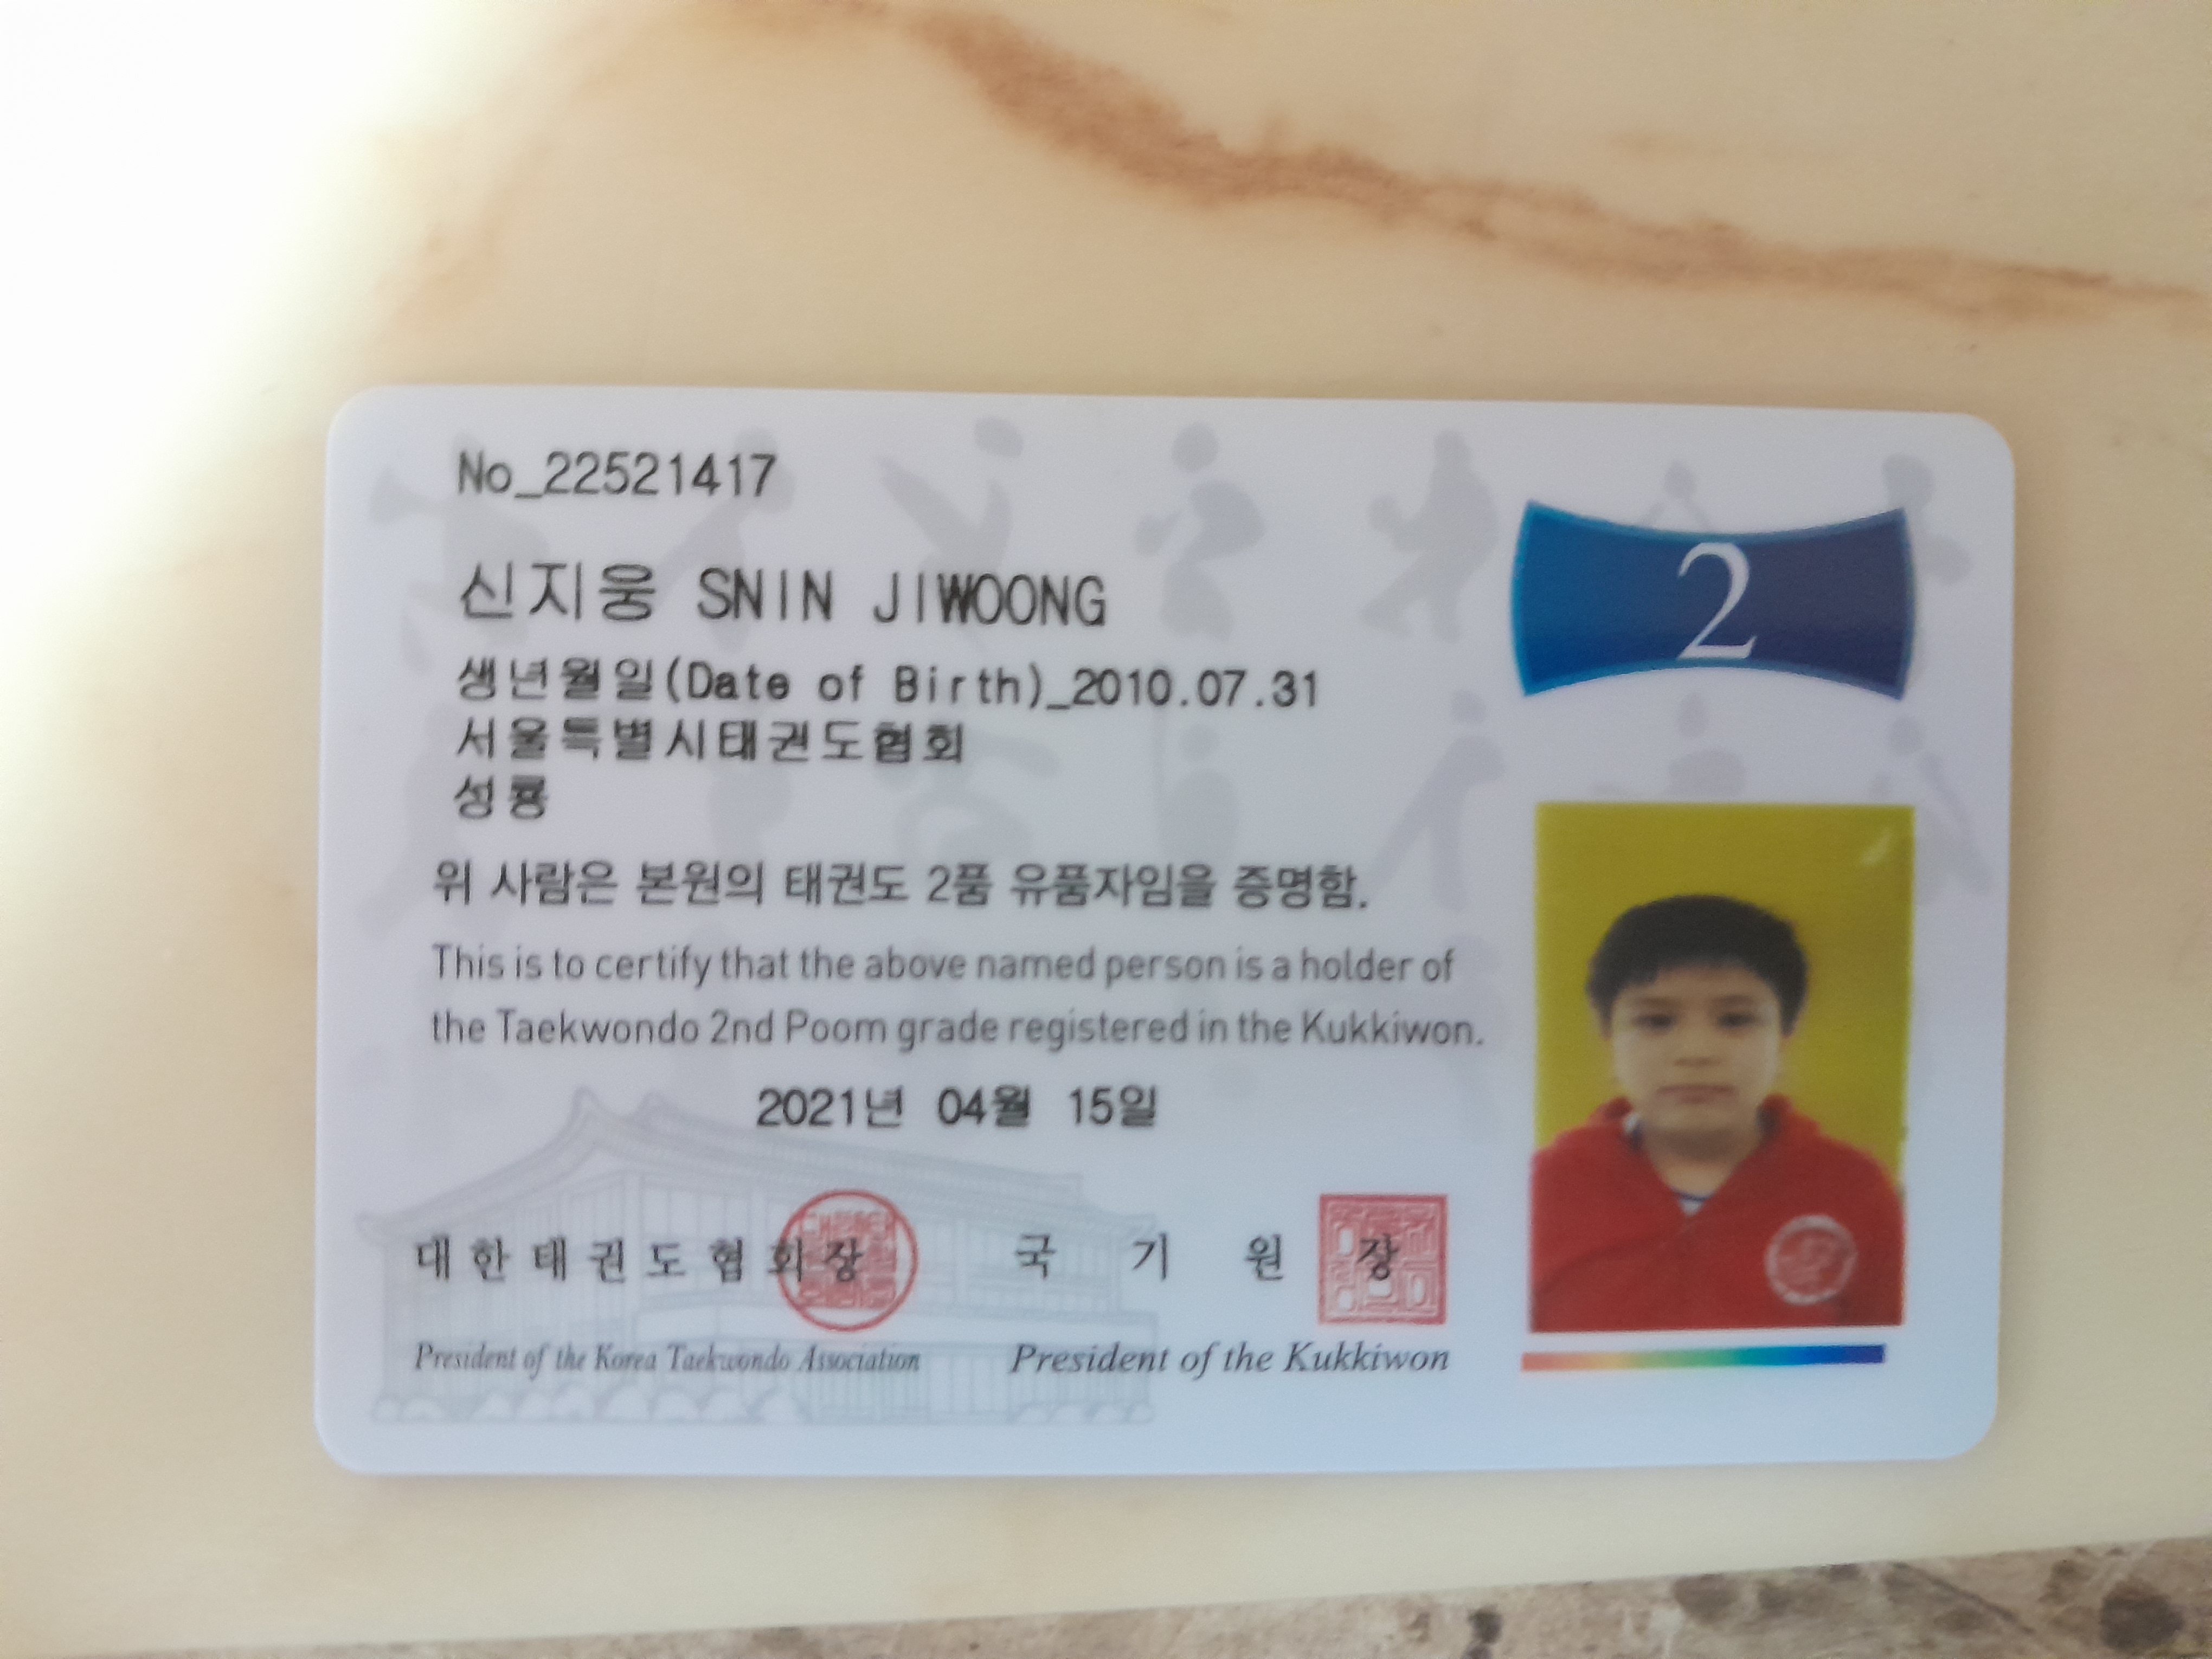 No_22521417
2
신지웅 SNIN JIWOONG
생년월일(Date of Birth)_2010.07.31
서울특별시태권도협회
성룡
위 사람은 본원의 태권도 2품 유품자임을 증명함.
This is to certify that the above named person is a holder of
the Taekwondo 2nd Poom grade registered in the Kukkiwon.
2021년 04월 15일
대한태권도협회장 국기원장
President of the Korea Taekwondo Association President of the Kukkiwon